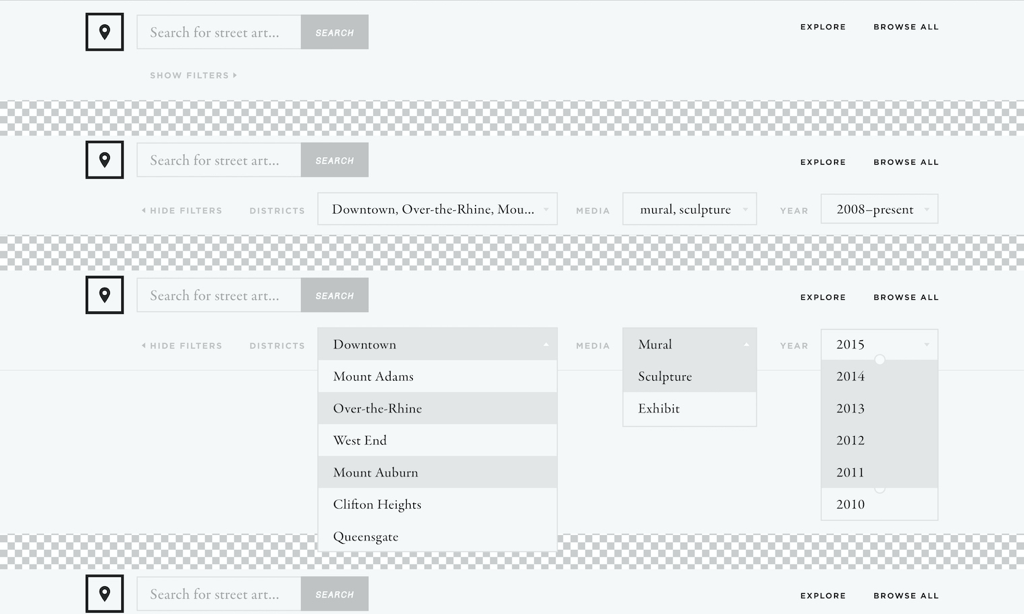 Search for street art... SEARCH EXPLORE BROWSE ALL
SHOW FILTERS
Search for street art... SEARCH EXPLORE BROWSE ALL
HIDE FILTERS DISTRICTS Downtown, Over-the-Rhine, Mou... MEDIA mural, sculpture YEAR 2008–present
Search for street art... SEARCH EXPLORE BROWSE ALL
HIDE FILTERS DISTRICTS Downtown MEDIA Mural YEAR 2015
Mount Adams Sculpture 2014
Over-the-Rhine Exhibit 2013
West End 2012
Mount Auburn 2011
Clifton Heights 2010
Queensgate
Search for street art... SEARCH EXPLORE BROWSE ALL